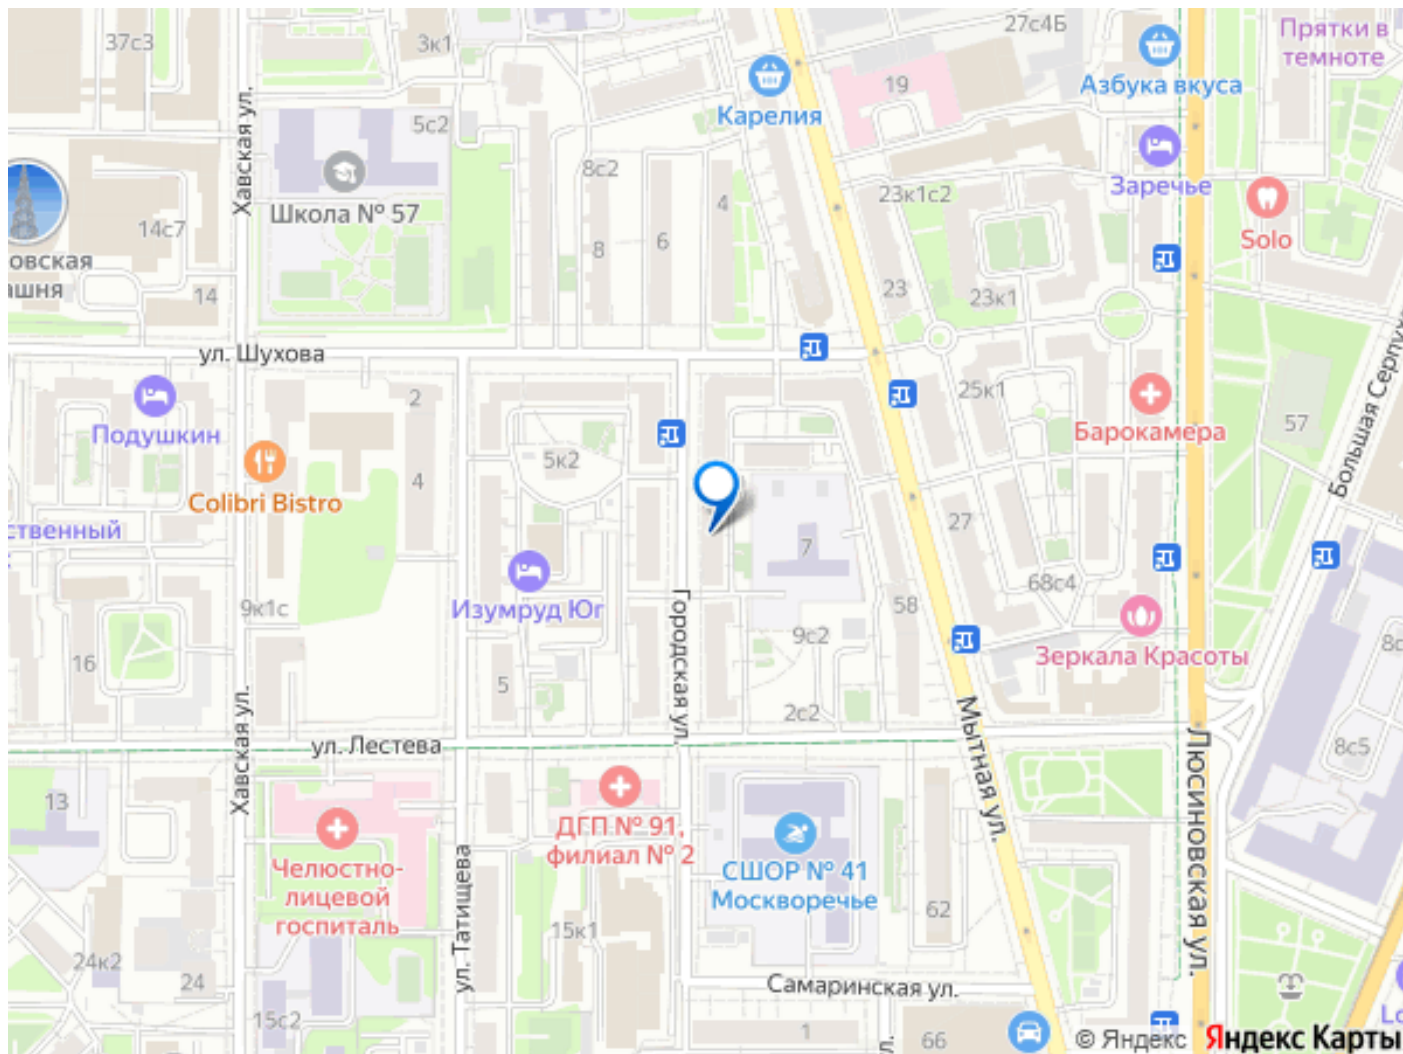 37с3
3к1
27с4Б
Прятки в
темноте
Азбука вкуса
19
Карелия
5с2
Хавская ул.
8с2
Школа № 57
Заречье
23к1с2
4
14с7
6
8
Solo
овская
ашня
14
23
23к1
ул. Шухова
Большая Серпух
2
25к1
Подушкин
57
Барокамера
5к2
4
Colibri Bistro
ственный
27
7
68с4
Изумруд Юг
9к1с
58
Городская ул.
9с2
Зеркала Красоты
16
5
8с
Хавская ул.
2с2
Мытная ул.
ул. Лестева
8с5
Люсиновская ул.
13
ДГП № 91,
филиал № 2
Челюстно-
лицевой
госпиталь
СШОР № 41
Москворечье
ул. Татищева
62
15к1
24к2
24
Самаринская ул.
15с2
1
л.
66
Lo
© Яндекс Яндекс Карты